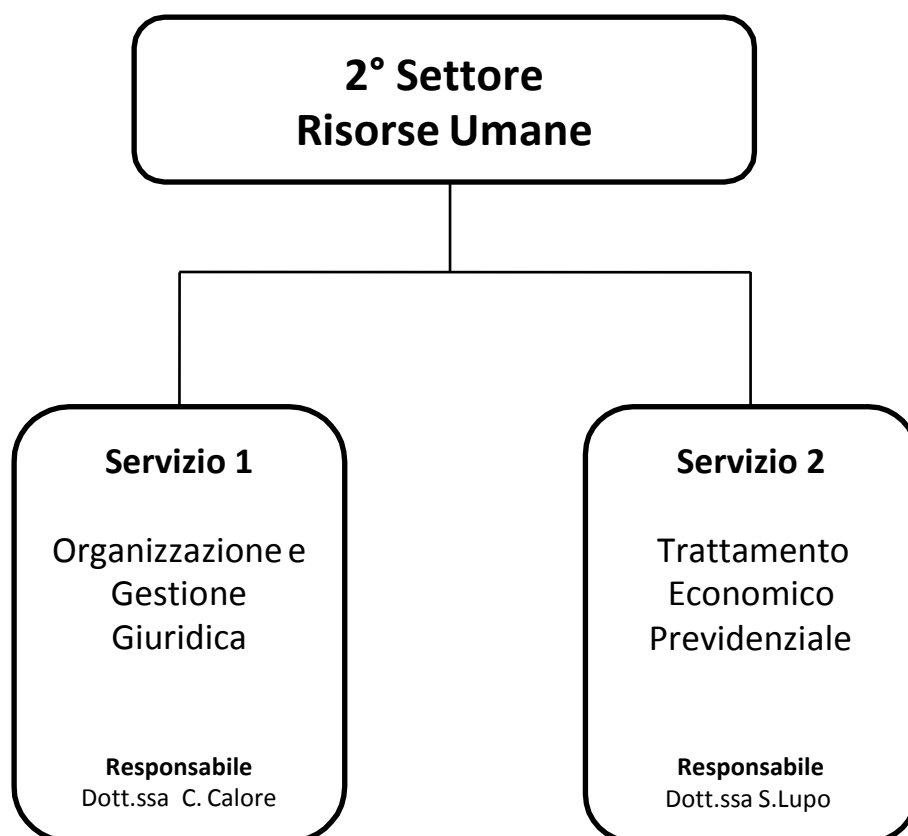 2° Settore
Risorse Umane
Servizio 1
Organizzazione e
Gestione
Giuridica
Responsabile
Dott.ssa C. Calore
Servizio 2
Trattamento
Economico
Previdenziale
Responsabile
Dott.ssa S.Lupo